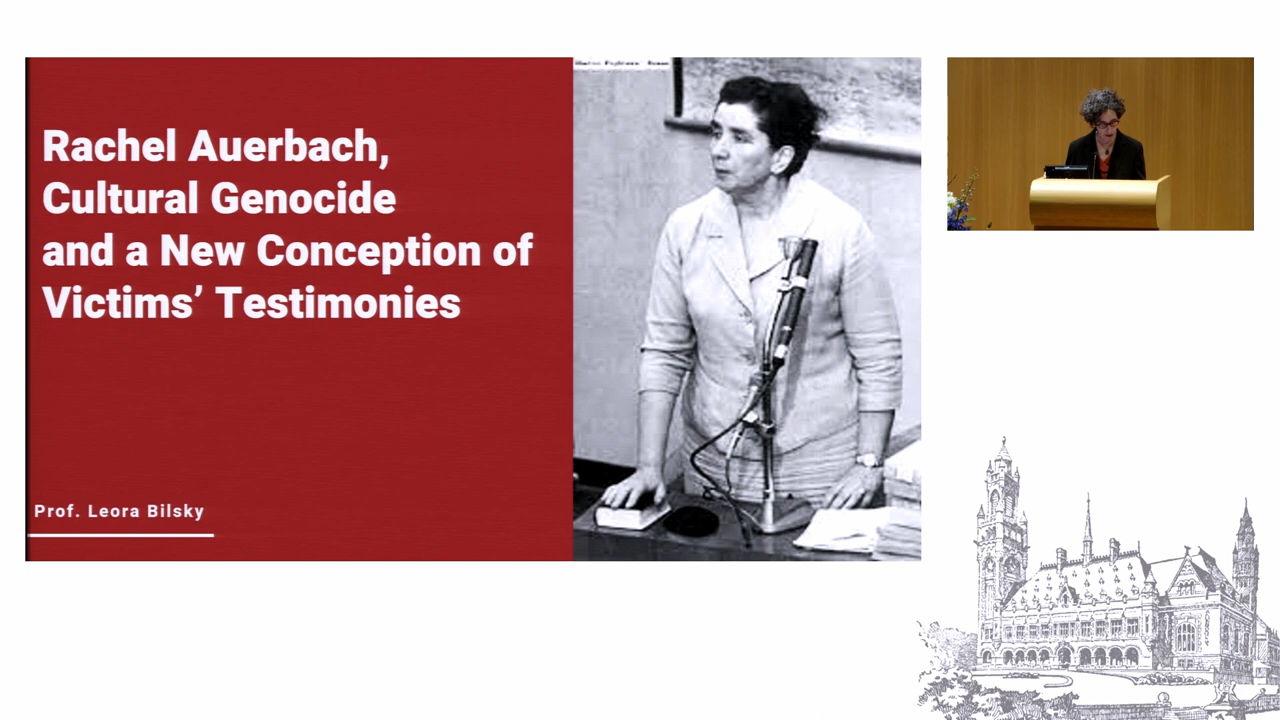 Rachel Auerbach,
Cultural Genocide
and a New Conception of
Victims’ Testimonies
Prof. Leora Bilsky